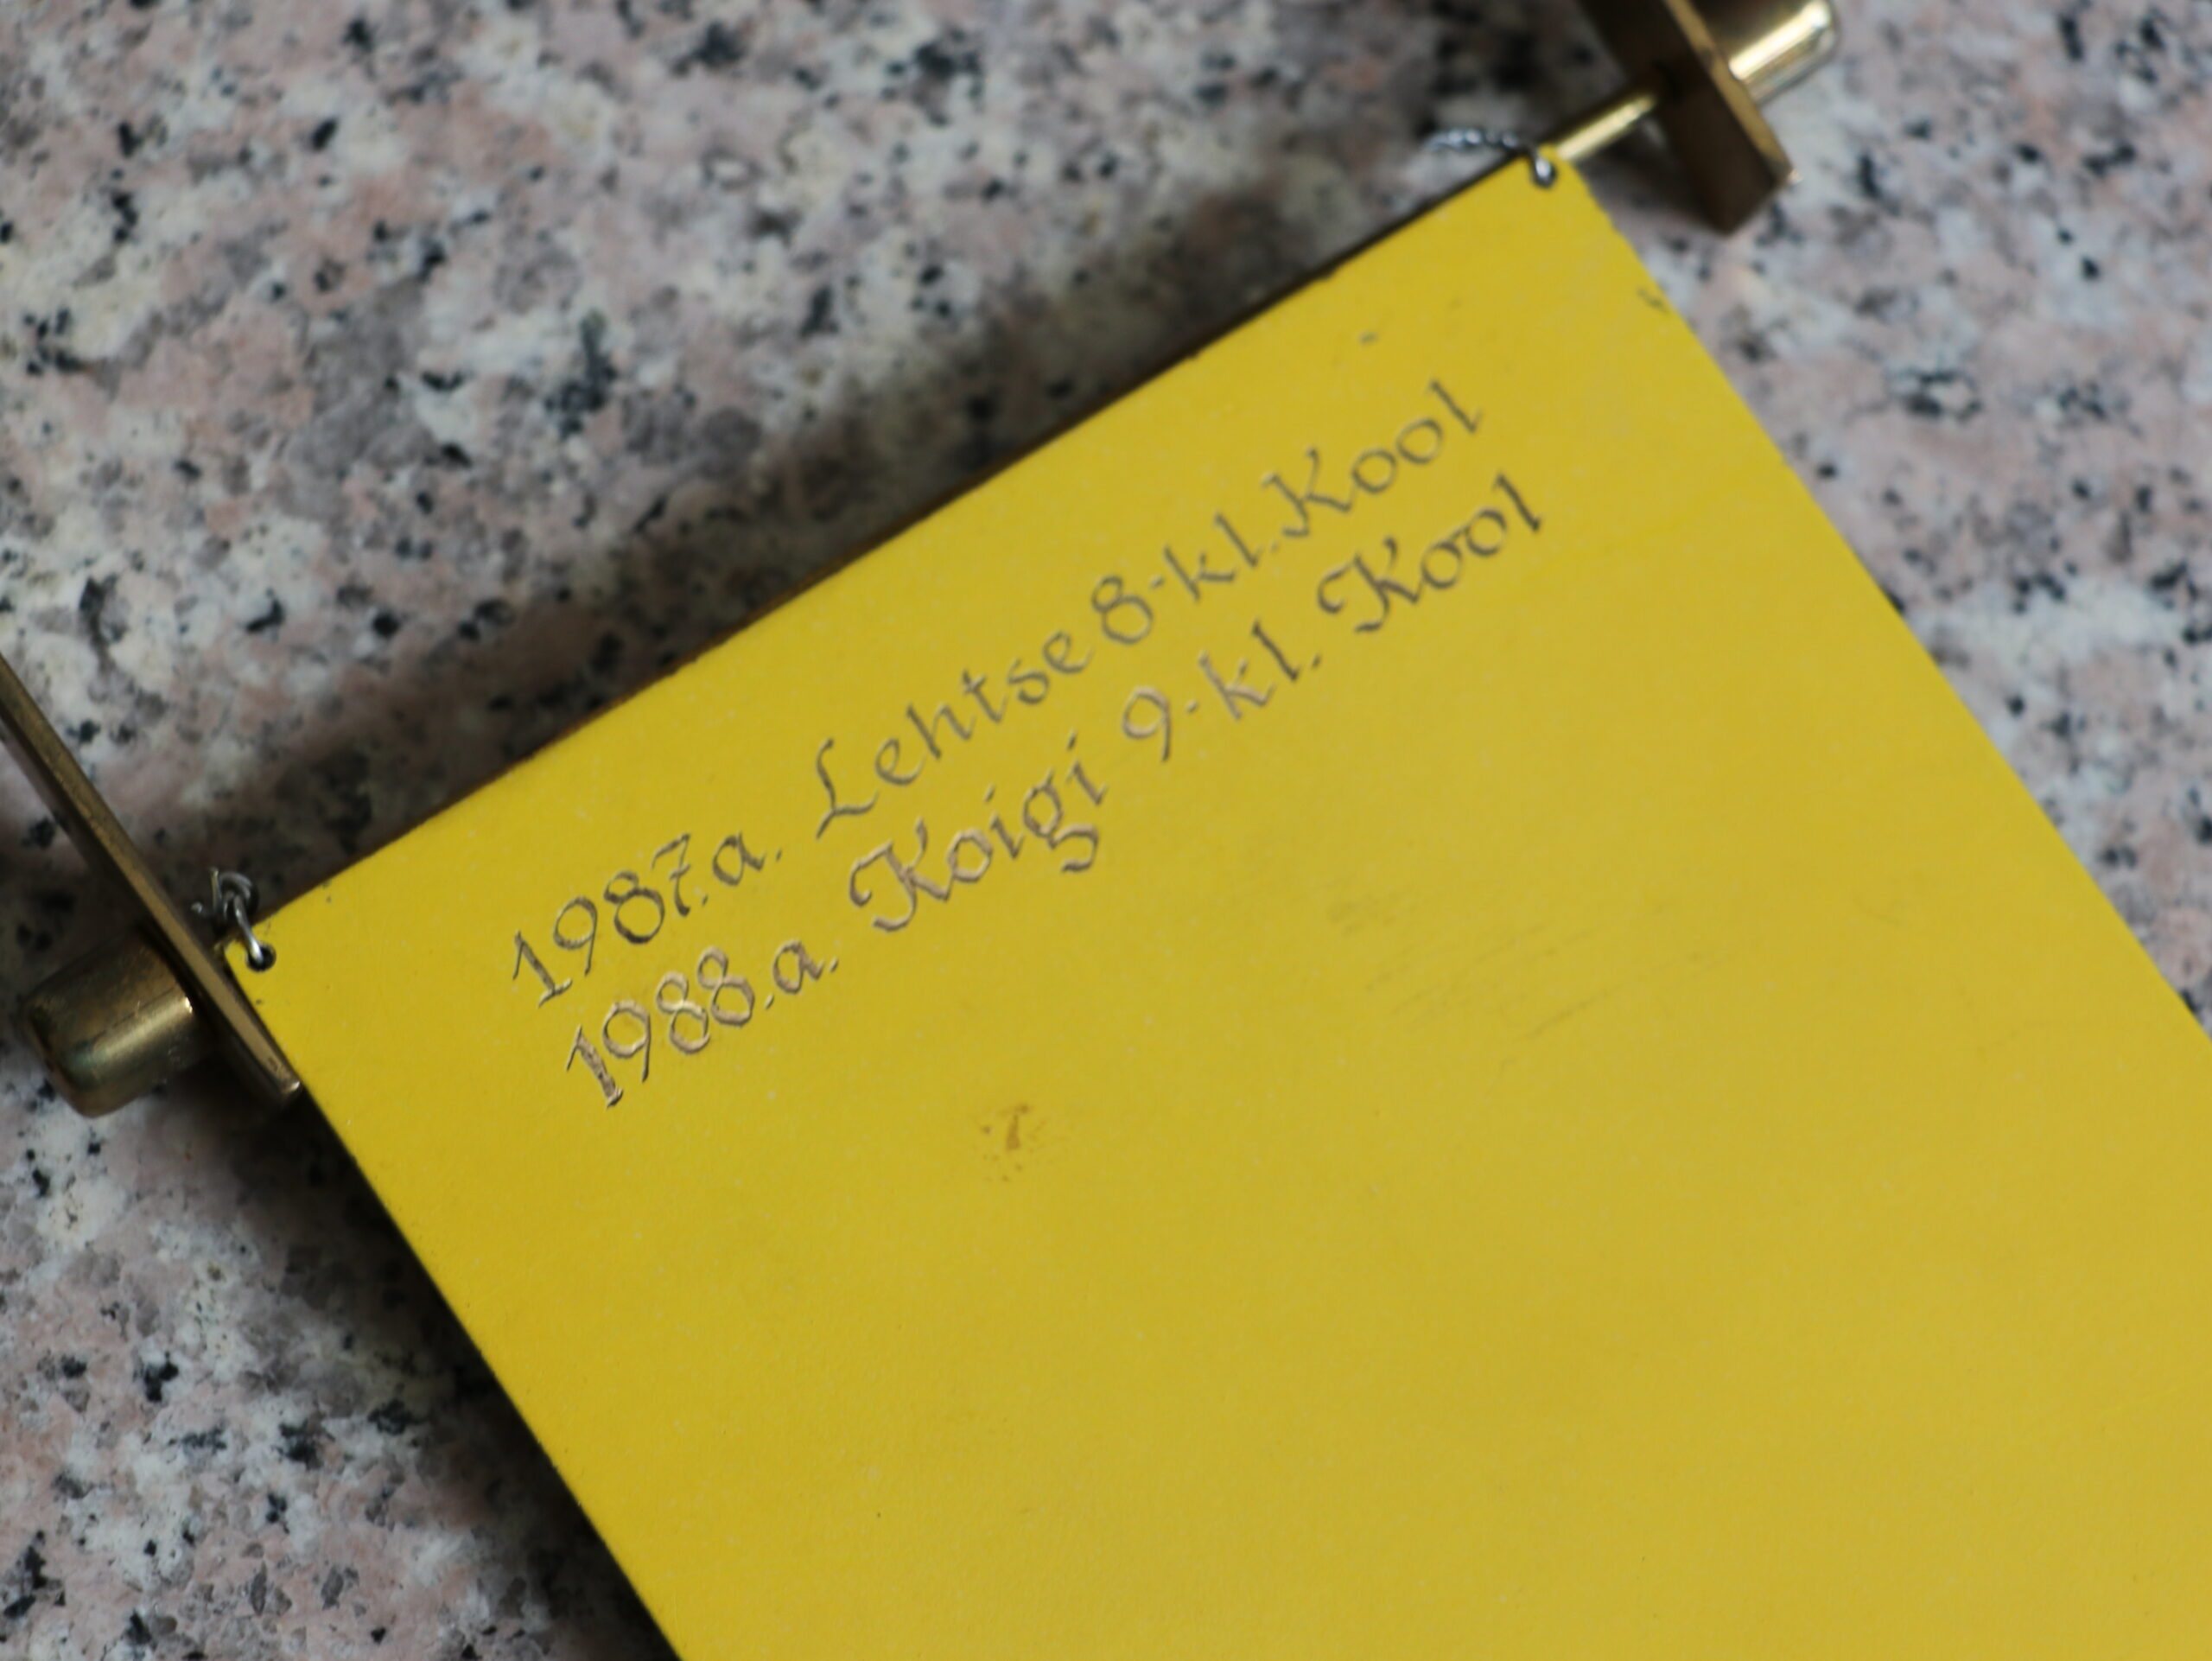 1987.a. Lehtse 8-kl. Kool
1988.a. Koigi 9-kl. Kool